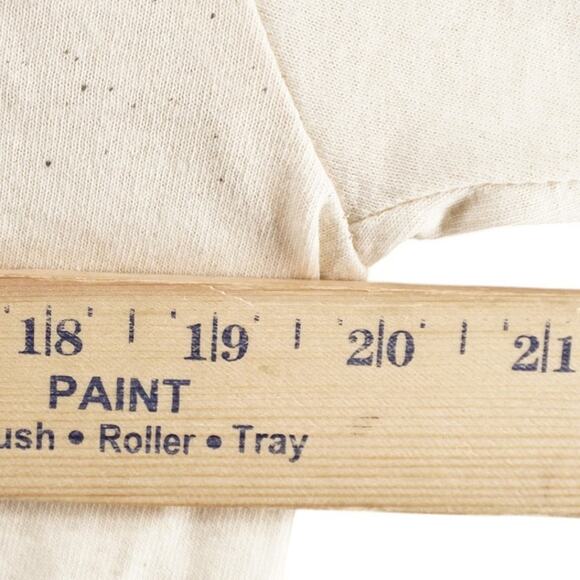 18 19 20 21
PAINT
ush • Roller • Tray